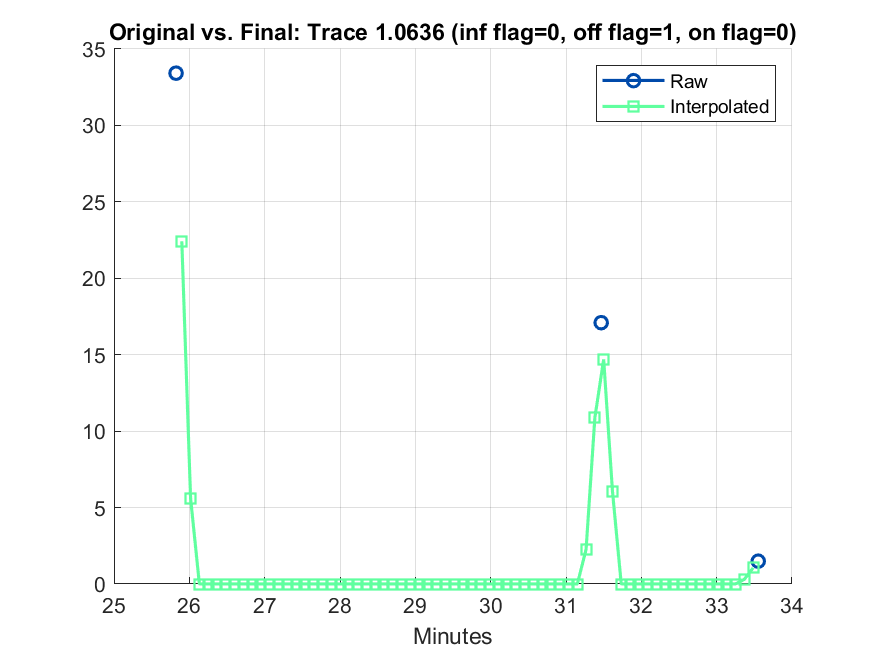 Original vs. Final: Trace 1.0636 (inf flag=0, off flag=1, on flag=0)
35
30
25
20
15
10
5
0
Raw
Interpolated
25 26 27 28 29 30 31 32 33 34
Minutes